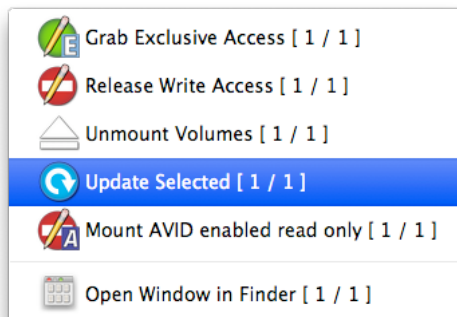 Grab Exclusive Access [ 1 / 1 ]
Release Write Access [ 1 / 1 ]
Unmount Volumes [ 1 / 1 ]
Update Selected [ 1 / 1 ]
Mount AVID enabled read only [ 1 / 1 ]
Open Window in Finder [ 1 / 1 ]